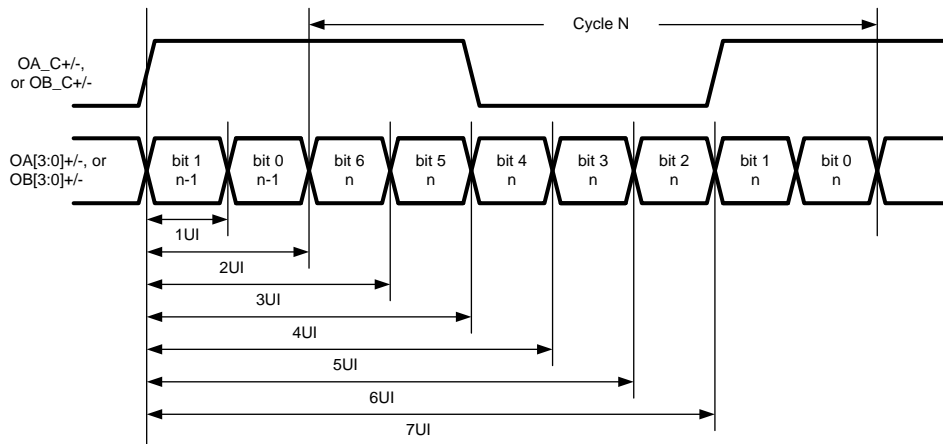 Cycle N
OA_C+/-,
or OB_C+/-
OA[3:0]+/-, or
OB[3:0]+/-
bit 1
n-1
bit 0
n-1
bit 6
n
bit 5
n
bit 4
n
bit 3
n
bit 2
n
bit 1
n
bit 0
n
1UI
2UI
3UI
4UI
5UI
6UI
7UI